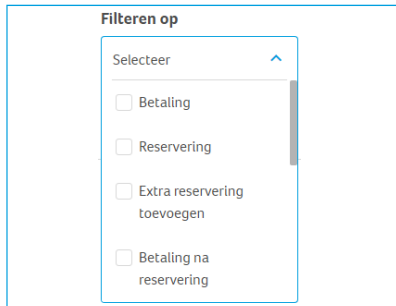 Filteren op
Selecteer
Betaling
Reservering
Extra reservering
toevoegen
Betaling na
reservering